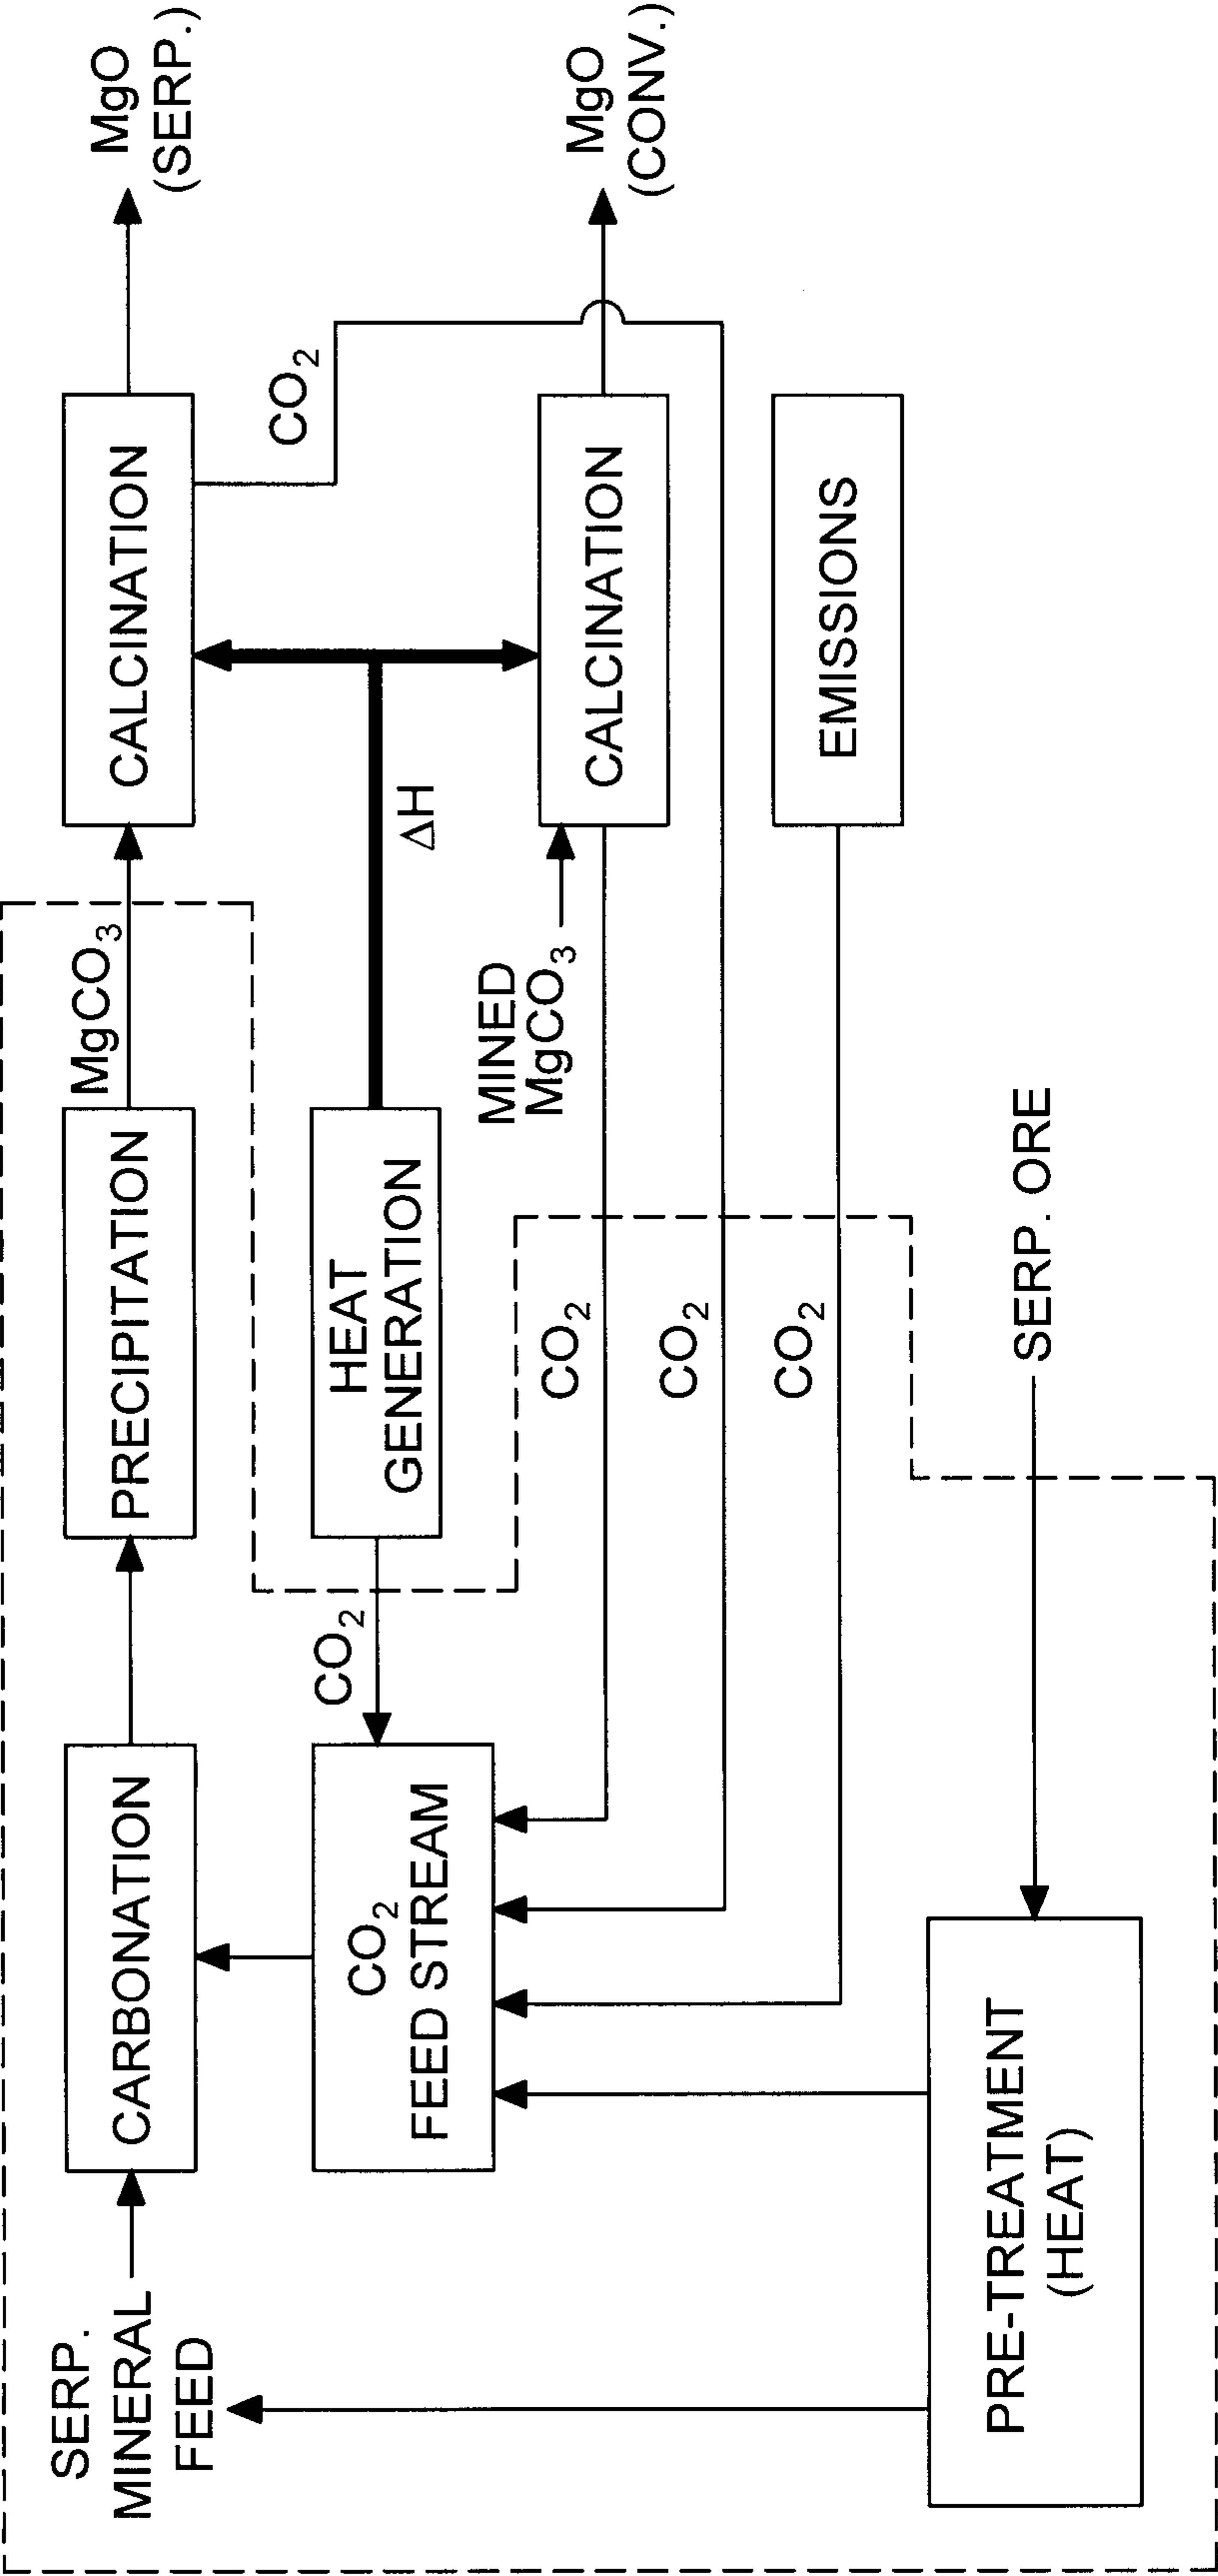 SERP.
MINERAL
FEED
CARBONATION
PRECIPITATION
MgCO3
CALCINATION
MgO
(SERP.)
CO2
FEED STREAM
CO2
HEAT
GENERATION
ΔH
CO2
MINED
MgCO3
CALCINATION
MgO
(CONV.)
CO2
CO2
CO2
EMISSIONS
PRE-TREATMENT
(HEAT)
SERP. ORE